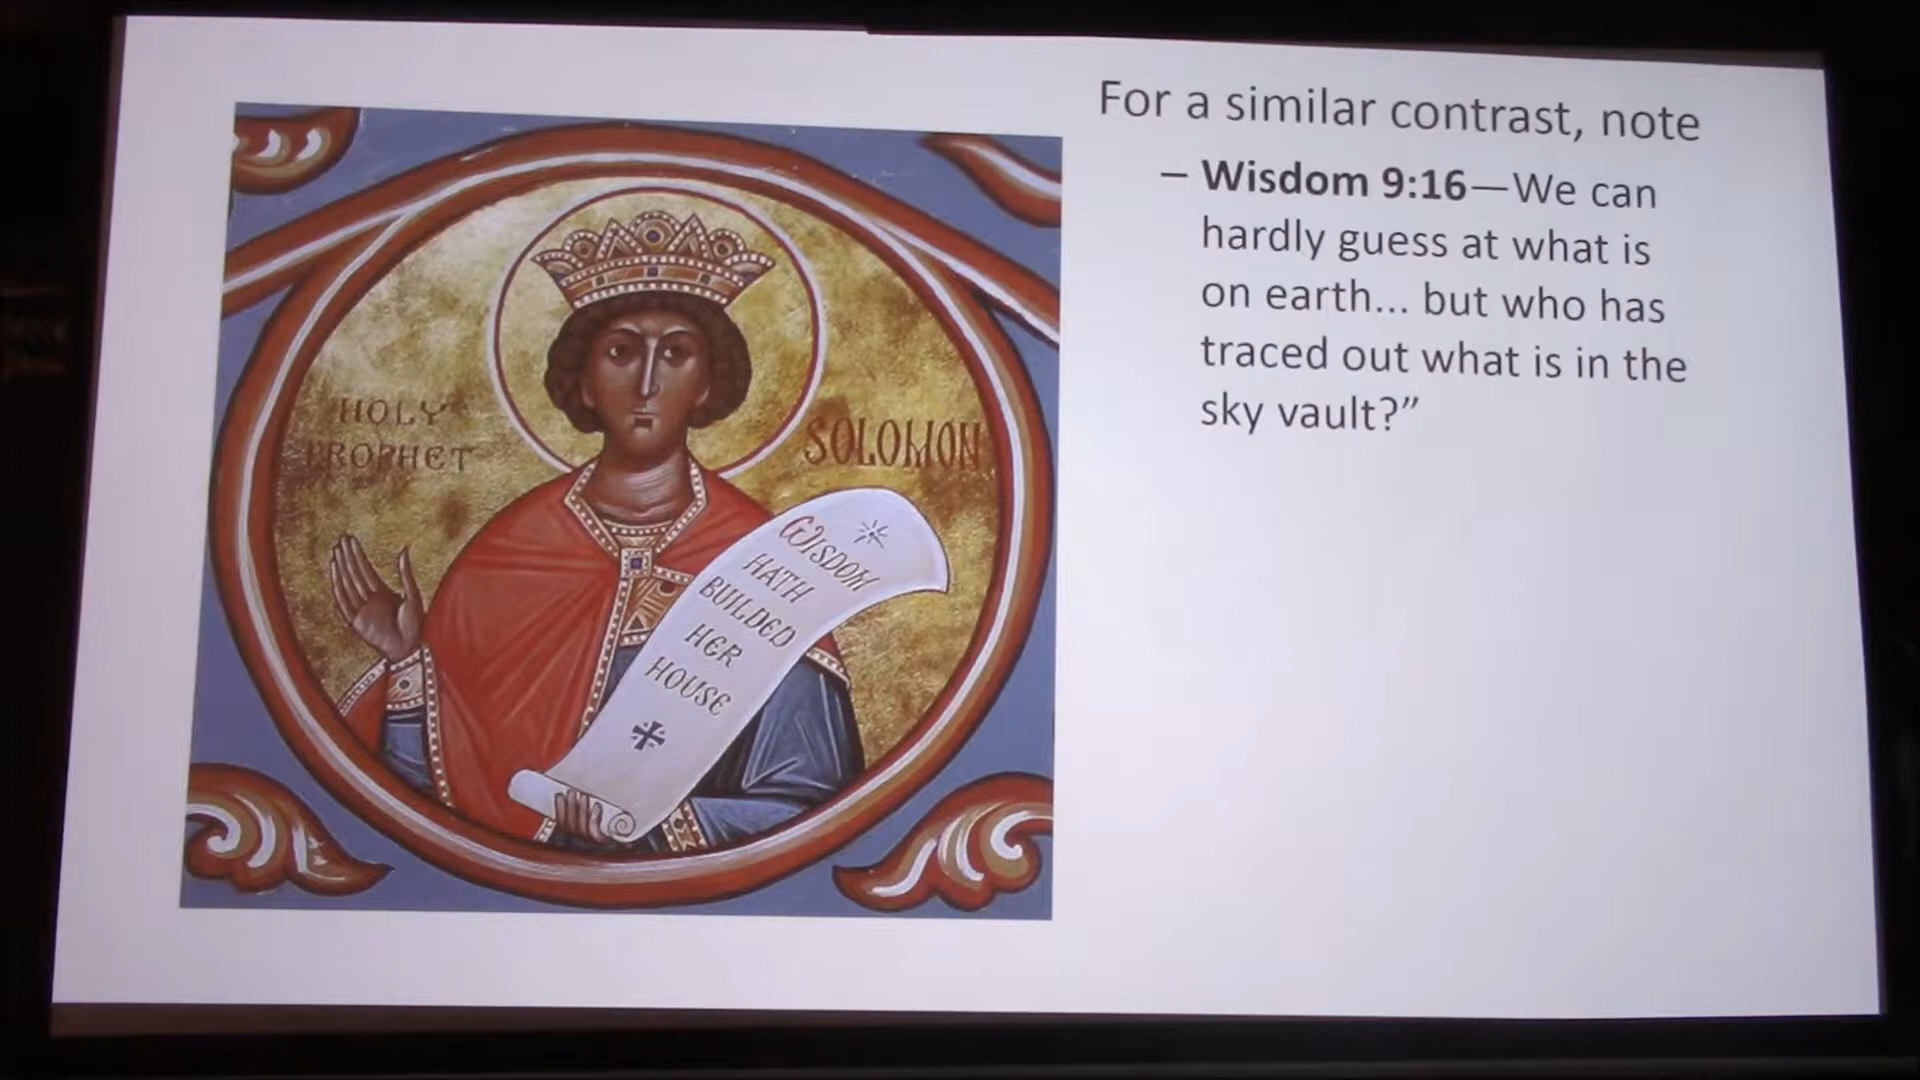 For a similar contrast, note
– Wisdom 9:16—We can
hardly guess at what is
on earth... but who has
traced out what is in the
sky vault?”
HOLY
PROPHET
SOLOMON
WISDOM
HATH
BUILDED
HER
HOUSE